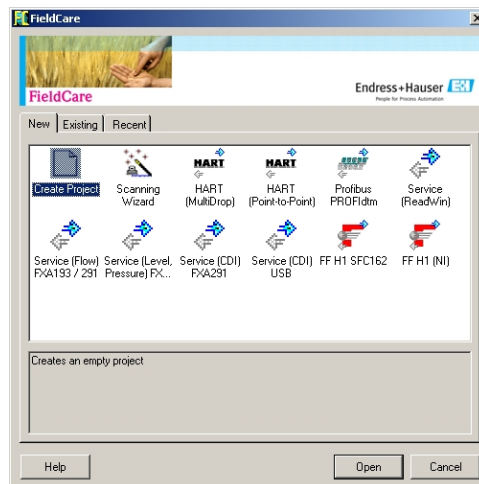 FieldCare
FieldCare
Endress+Hauser
People for Process Automation
New
Existing
Recent
Create Project
Scanning
Wizard
HART
HART
(MultiDrop)
HART
HART
(Point-to-Point)
Profibus
PROFIdtm
Service
(ReadWin)
Service (Flow)
FXA193 / 291
Service (Level,
Pressure) FX...
Service (CDI)
FXA291
Service (CDI)
USB
FF H1 SFC162
FF H1 (NI)
Creates an empty project
Help
Open
Cancel